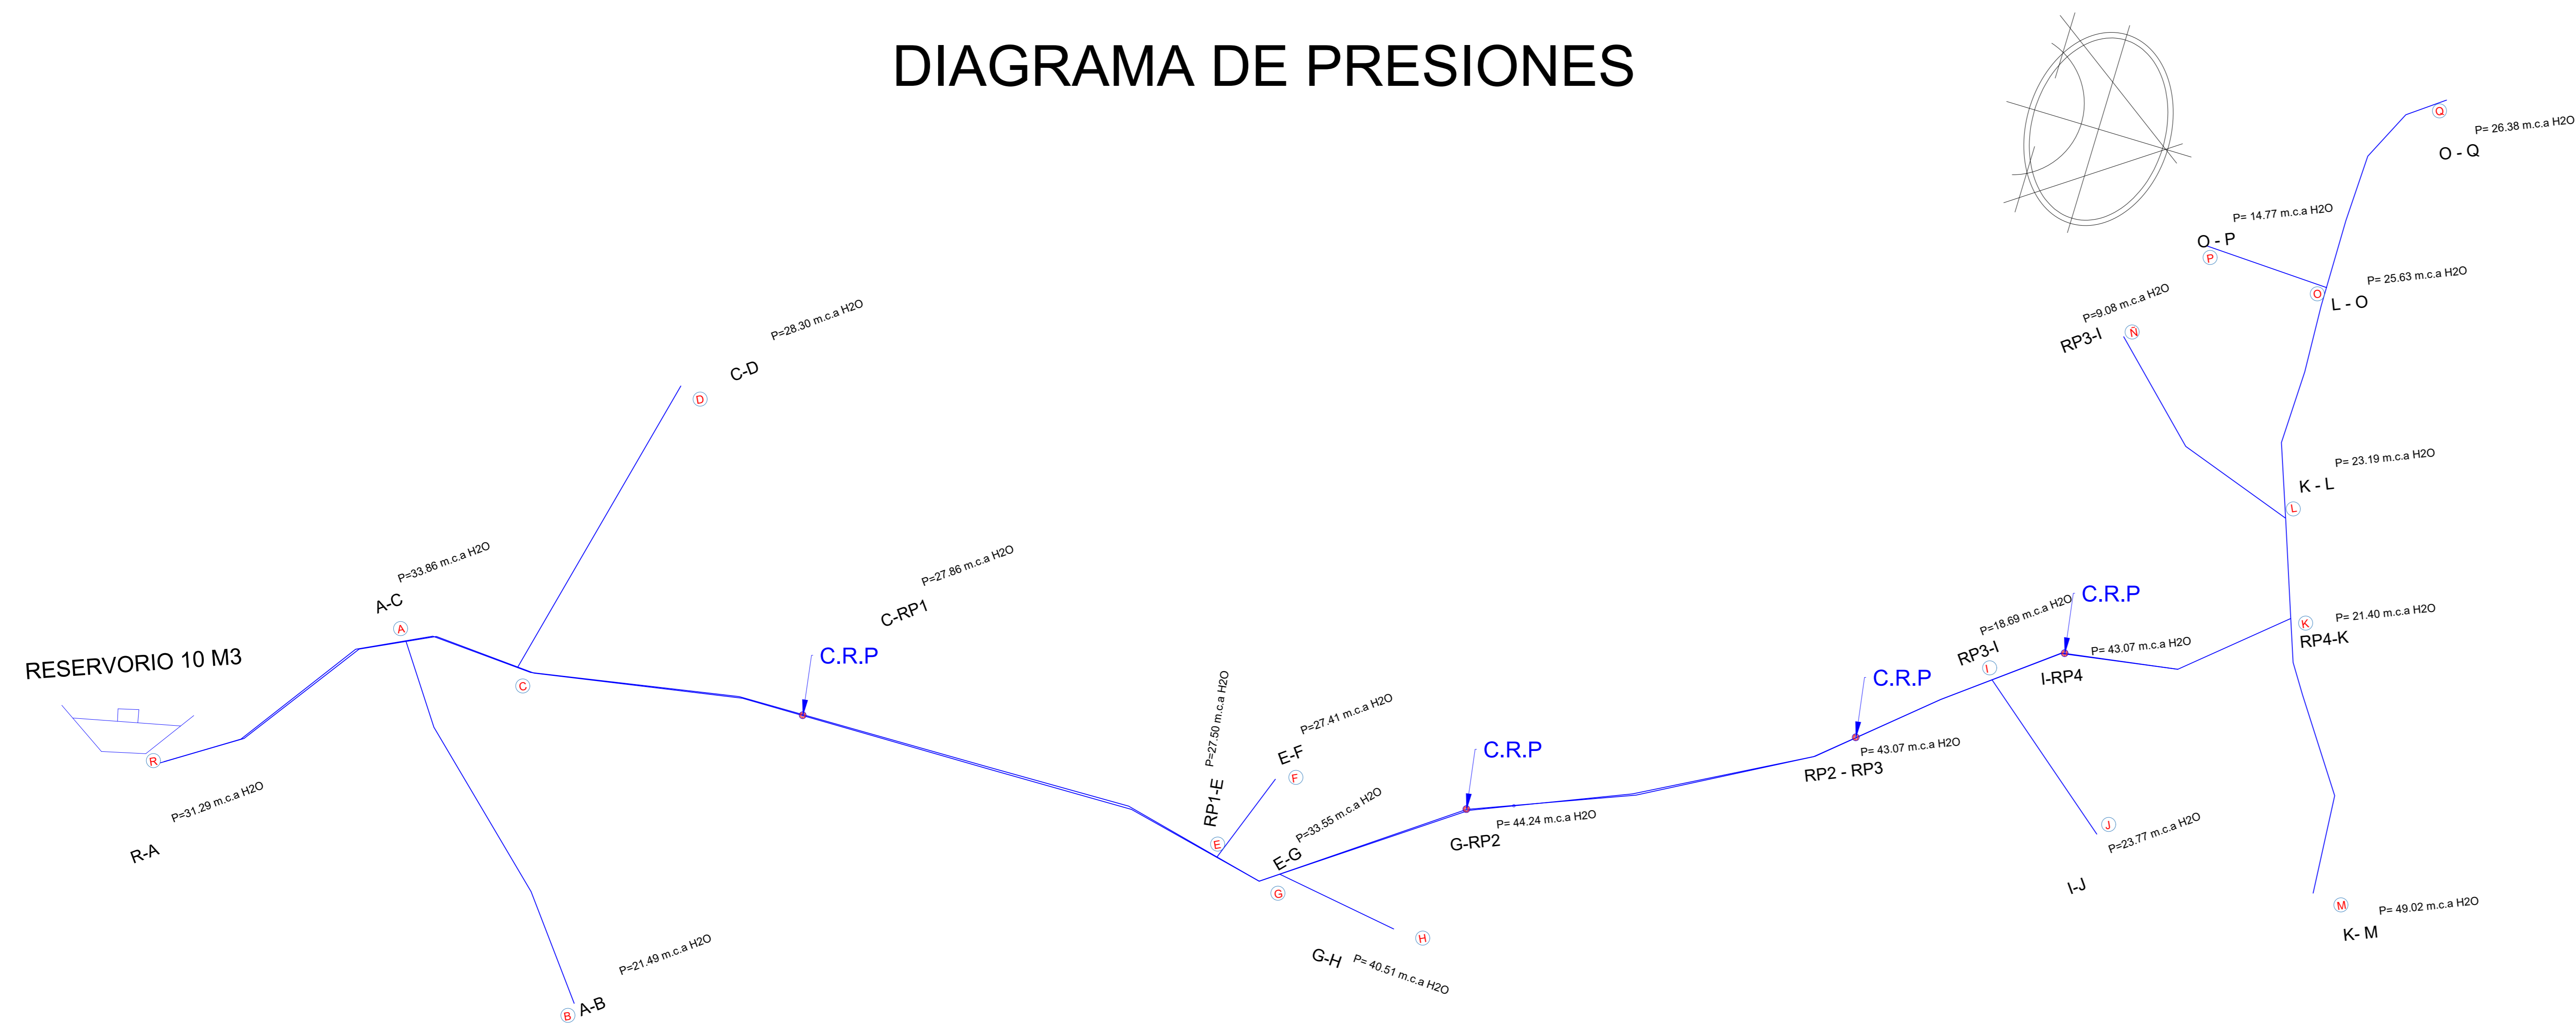 DIAGRAMA DE PRESIONES
Q
P= 26.38 m.c.a H2O
O - Q
P= 14.77 m.c.a H2O
O - P
P
O
P= 25.63 m.c.a H2O
L - O
P=9.08 m.c.a H2O
RP3-I
Ñ
P=28.30 m.c.a H2O
C-D
D
P= 23.19 m.c.a H2O
K - L
L
P=33.86 m.c.a H2O
A-C
A
P=27.86 m.c.a H2O
C-RP1
C.R.P
C
RESERVORIO 10 M3
R
P=31.29 m.c.a H2O
R-A
P=21.49 m.c.a H2O
A-B
B
P=27.50 m.c.a H2O
RP1-E
E
P=27.41 m.c.a H2O
E-F
F
P=33.55 m.c.a H2O
E-G
G
C.R.P
P= 44.24 m.c.a H2O
G-RP2
H
G-H
P= 40.51 m.c.a H2O
C.R.P
P= 43.07 m.c.a H2O
RP2 - RP3
P=18.69 m.c.a H2O
RP3-I
I
C.R.P
P= 43.07 m.c.a H2O
I-RP4
K
P= 21.40 m.c.a H2O
RP4-K
J
P=23.77 m.c.a H2O
I-J
M
P= 49.02 m.c.a H2O
K- M